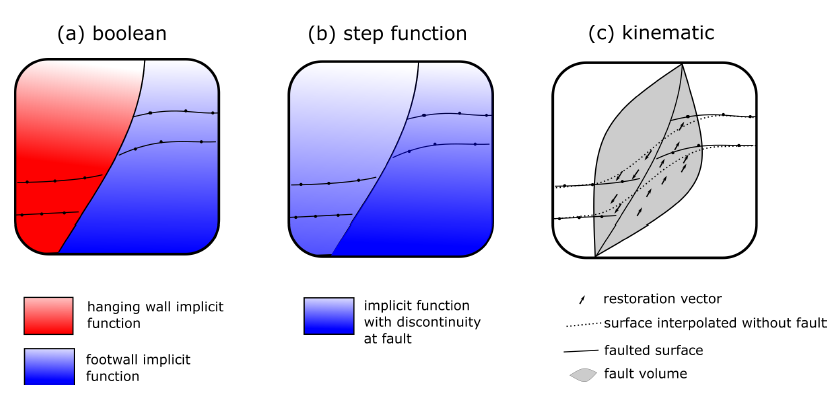 (a) boolean
(b) step function
(c) kinematic
hanging wall implicit
function
footwall implicit
function
implicit function
with discontinuity
at fault
restoration vector
surface interpolated without fault
faulted surface
fault volume